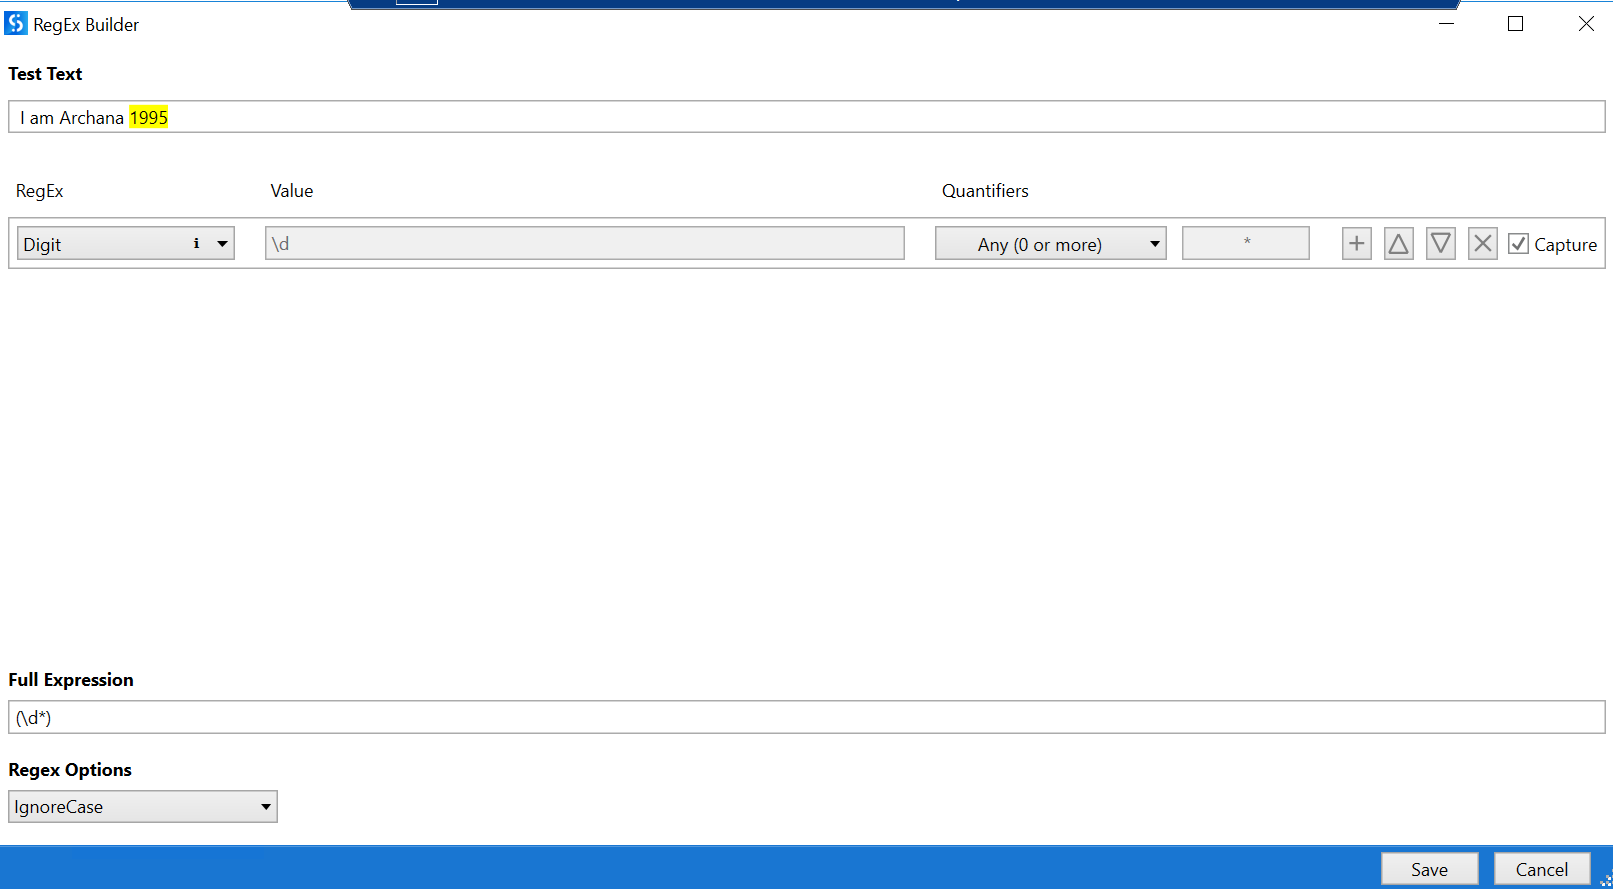 RegEx Builder
Test Text
I am Archana 1995
RegEx Value Quantifiers
Digit i \d Any (0 or more) * Capture
Full Expression
(\d*)
Regex Options
IgnoreCase
Save Cancel